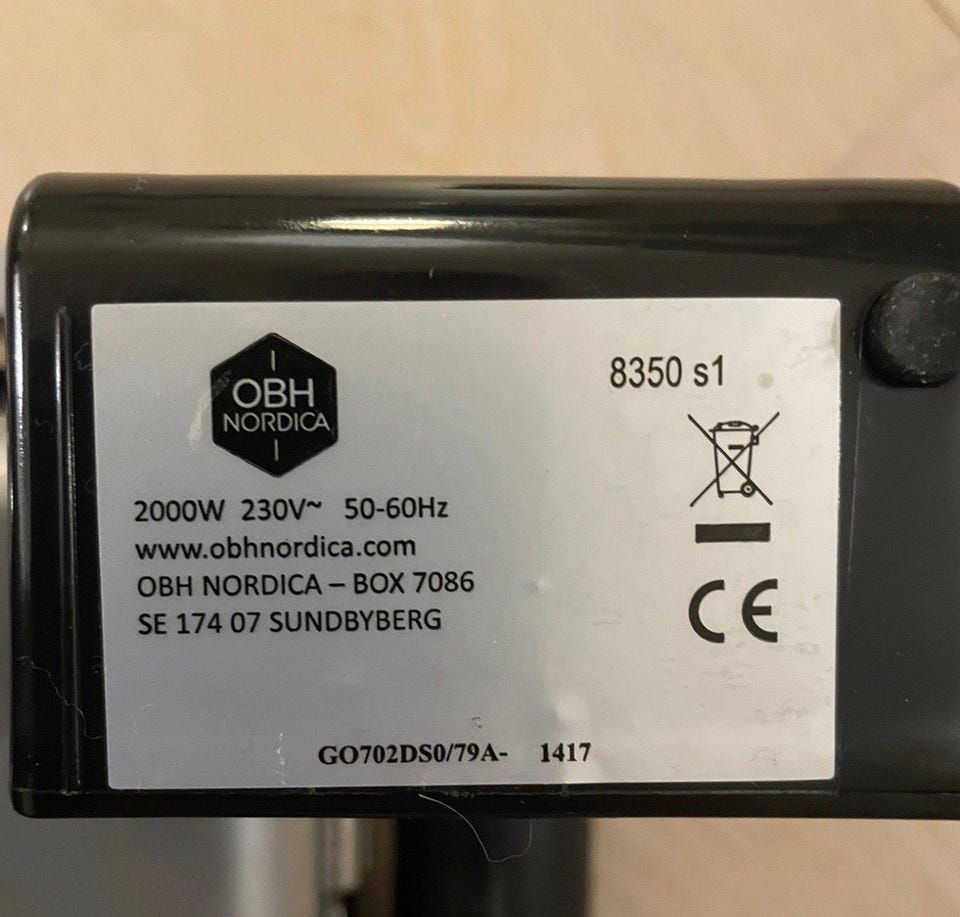 OBH
NORDICA
8350 s1
2000W 230V~ 50-60Hz
www.obhnordica.com
OBH NORDICA – BOX 7086
SE 174 07 SUNDBYBERG
CE
GO702DS0/79A- 1417